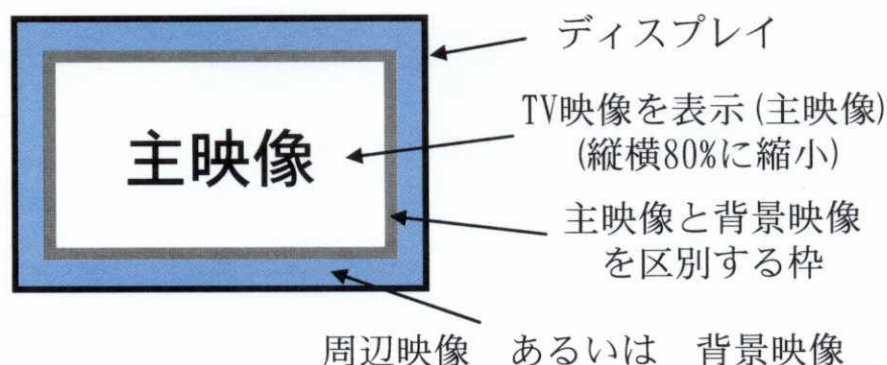 ディスプレイ
TV映像を表示(主映像)
(縦横80%に縮小)
主映像
主映像と背景映像
を区別する枠
周辺映像 あるいは 背景映像